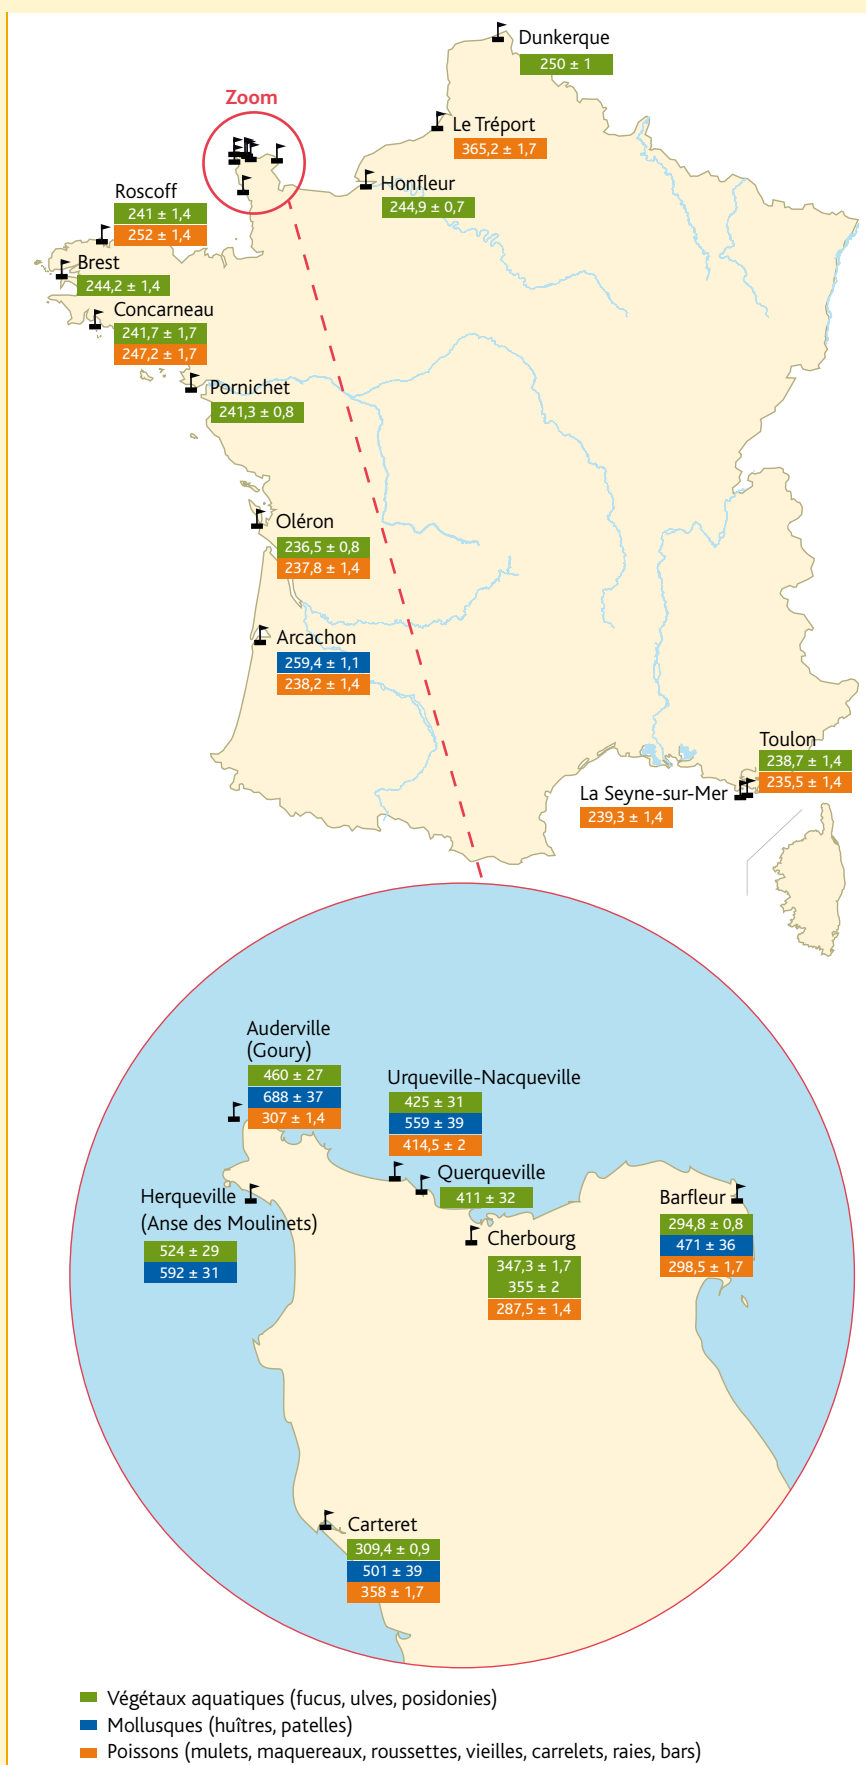 Dunkerque
250 ± 1
Zoom
Le Tréport
365,2 ± 1,7
Honfleur
244,9 ± 0,7
Roscoff
241 ± 1,4
252 ± 1,4
Brest
244,2 ± 1,4
Concarneau
241,7 ± 1,7
247,2 ± 1,7
Pornichet
241,3 ± 0,8
Oléron
236,5 ± 0,8
237,8 ± 1,4
Arcachon
259,4 ± 1,1
238,2 ± 1,4
Toulon
238,7 ± 1,4
235,5 ± 1,4
La Seyne-sur-Mer
239,3 ± 1,4
Auderville
(Goury)
460 ± 27
688 ± 37
307 ± 1,4
Urqueville-Nacqueville
425 ± 31
559 ± 39
414,5 ± 2
Querqueville
411 ± 32
Herqueville
(Anse des Moulinets)
524 ± 29
592 ± 31
Cherbourg
347,3 ± 1,7
355 ± 2
287,5 ± 1,4
Barfleur
294,8 ± 0,8
471 ± 36
298,5 ± 1,7
Carteret
309,4 ± 0,9
501 ± 39
358 ± 1,7
Végétaux aquatiques (fucus, ulves, posidonies)
Mollusques (huîtres, patelles)
Poissons (mulets, maquereaux, roussettes, vieilles, carrelets, raies, bars)